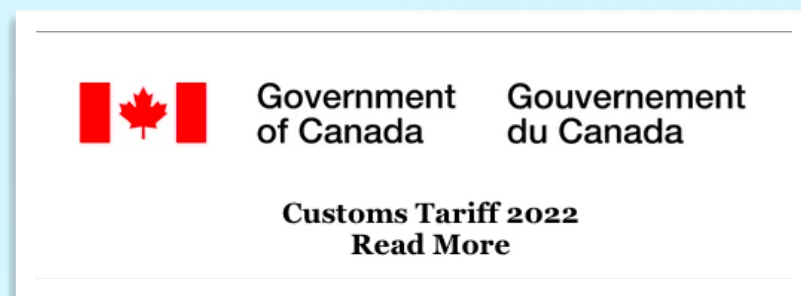 Government Gouvernement
of Canada du Canada
Customs Tariff 2022
Read More